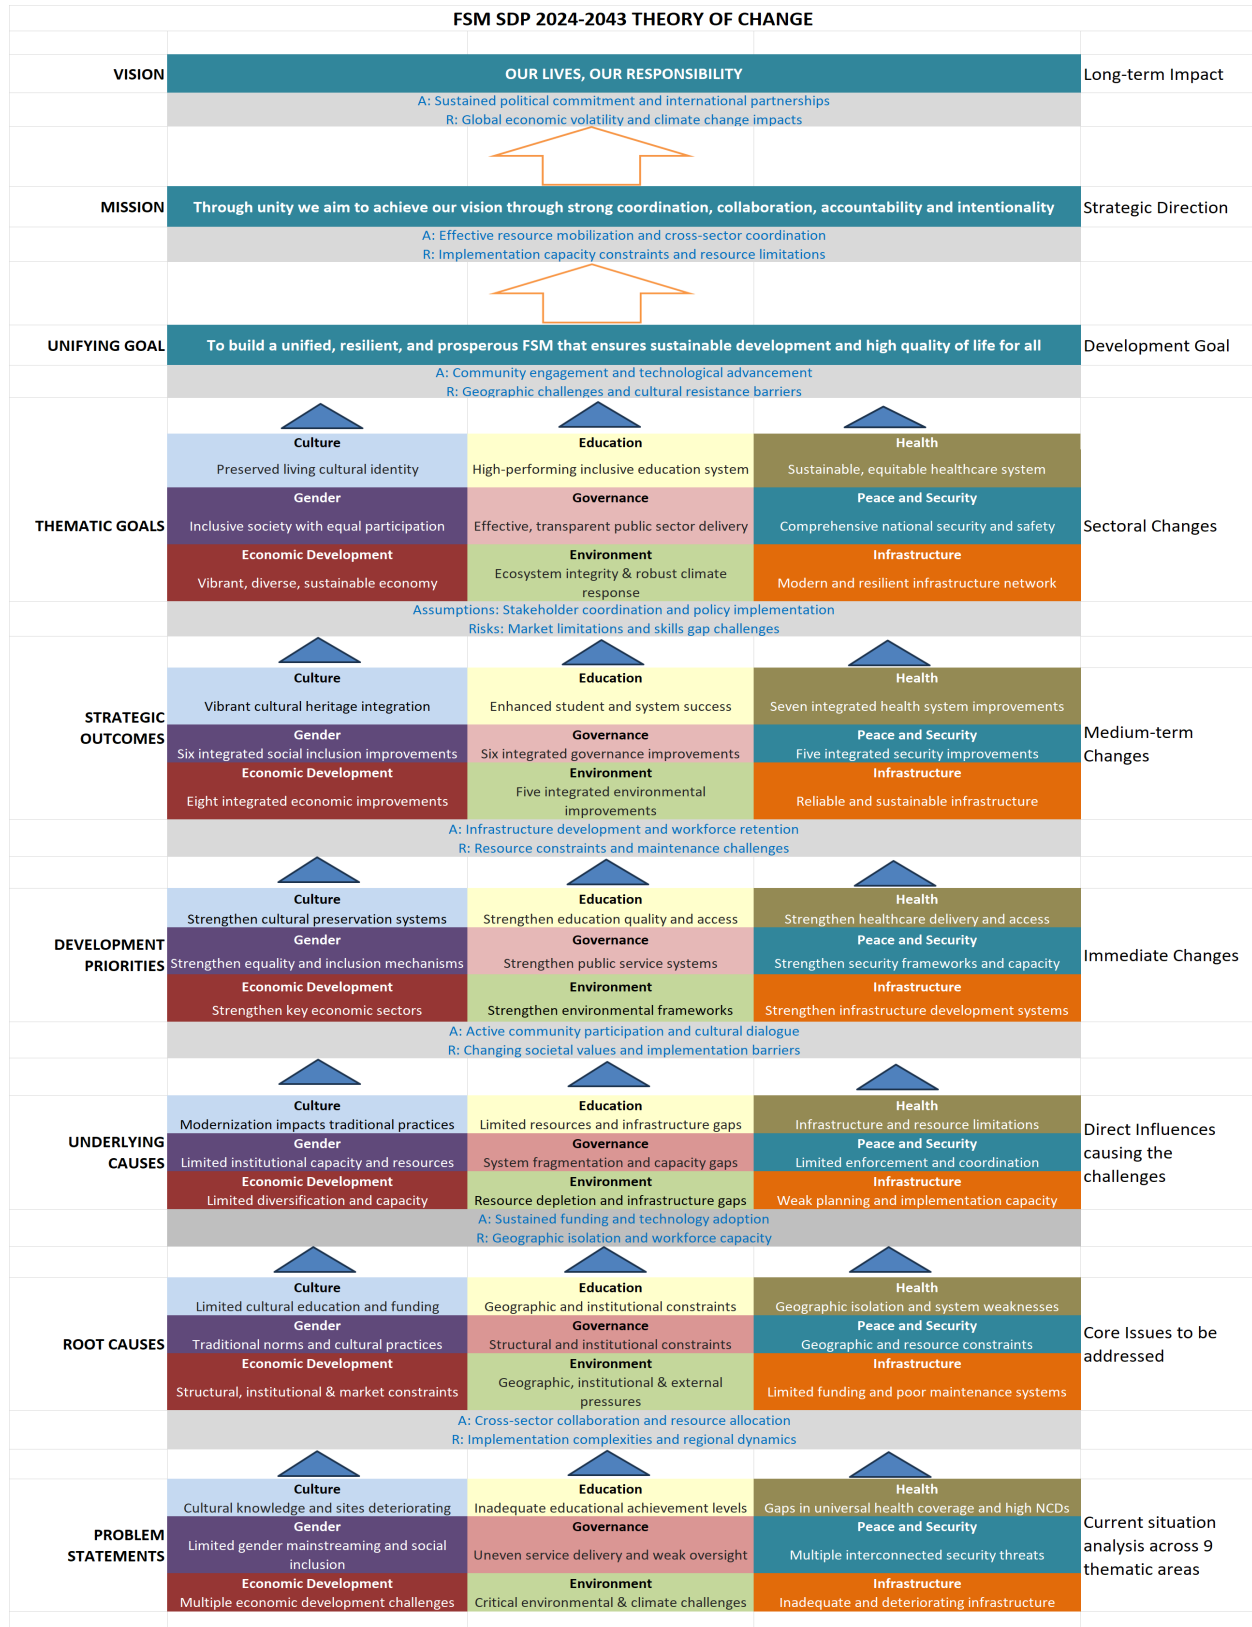 FSM SDP 2024-2043 THEORY OF CHANGE
VISION
OUR LIVES, OUR RESPONSIBILITY
Long-term Impact
A: Sustained political commitment and international partnerships
R: Global economic volatility and climate change impacts
MISSION
Through unity we aim to achieve our vision through strong coordination, collaboration, accountability and intentionality
Strategic Direction
A: Effective resource mobilization and cross-sector coordination
R: Implementation capacity constraints and resource limitations
UNIFYING GOAL
To build a unified, resilient, and prosperous FSM that ensures sustainable development and high quality of life for all
Development Goal
A: Community engagement and technological advancement
R: Geographic challenges and cultural resistance barriers
THEMATIC GOALS
Culture
Preserved living cultural identity
Education
High-performing inclusive education system
Health
Sustainable, equitable healthcare system
Gender
Inclusive society with equal participation
Governance
Effective, transparent public sector delivery
Peace and Security
Comprehensive national security and safety
Economic Development
Vibrant, diverse, sustainable economy
Environment
Ecosystem integrity & robust climate
response
Infrastructure
Modern and resilient infrastructure network
Sectoral Changes
Assumptions: Stakeholder coordination and policy implementation
Risks: Market limitations and skills gap challenges
STRATEGIC
OUTCOMES
Culture
Vibrant cultural heritage integration
Education
Enhanced student and system success
Health
Seven integrated health system improvements
Gender
Six integrated social inclusion improvements
Governance
Six integrated governance improvements
Peace and Security
Five integrated security improvements
Economic Development
Eight integrated economic improvements
Environment
Five integrated environmental
improvements
Infrastructure
Reliable and sustainable infrastructure
Medium-term
Changes
A: Infrastructure development and workforce retention
R: Resource constraints and maintenance challenges
DEVELOPMENT
PRIORITIES
Culture
Strengthen cultural preservation systems
Education
Strengthen education quality and access
Health
Strengthen healthcare delivery and access
Gender
Strengthen equality and inclusion mechanisms
Governance
Strengthen public service systems
Peace and Security
Strengthen security frameworks and capacity
Economic Development
Strengthen key economic sectors
Environment
Strengthen environmental frameworks
Infrastructure
Strengthen infrastructure development systems
Immediate Changes
A: Active community participation and cultural dialogue
R: Changing societal values and implementation barriers
UNDERLYING
CAUSES
Culture
Modernization impacts traditional practices
Education
Limited resources and infrastructure gaps
Health
Infrastructure and resource limitations
Gender
Limited institutional capacity and resources
Governance
System fragmentation and capacity gaps
Peace and Security
Limited enforcement and coordination
Economic Development
Limited diversification and capacity
Environment
Resource depletion and infrastructure gaps
Infrastructure
Weak planning and implementation capacity
Direct Influences
causing the
challenges
A: Sustained funding and technology adoption
R: Geographic isolation and workforce capacity
ROOT CAUSES
Culture
Limited cultural education and funding
Education
Geographic and institutional constraints
Health
Geographic isolation and system weaknesses
Gender
Traditional norms and cultural practices
Governance
Structural and institutional constraints
Peace and Security
Geographic and resource constraints
Economic Development
Structural, institutional & market constraints
Environment
Geographic, institutional & external
pressures
Infrastructure
Limited funding and poor maintenance systems
Core Issues to be
addressed
A: Cross-sector collaboration and resource allocation
R: Implementation complexities and regional dynamics
PROBLEM
STATEMENTS
Culture
Cultural knowledge and sites deteriorating
Education
Inadequate educational achievement levels
Health
Gaps in universal health coverage and high NCDs
Gender
Limited gender mainstreaming and social
inclusion
Governance
Uneven service delivery and weak oversight
Peace and Security
Multiple interconnected security threats
Economic Development
Multiple economic development challenges
Environment
Critical environmental & climate challenges
Infrastructure
Inadequate and deteriorating infrastructure
Current situation
analysis across 9
thematic areas